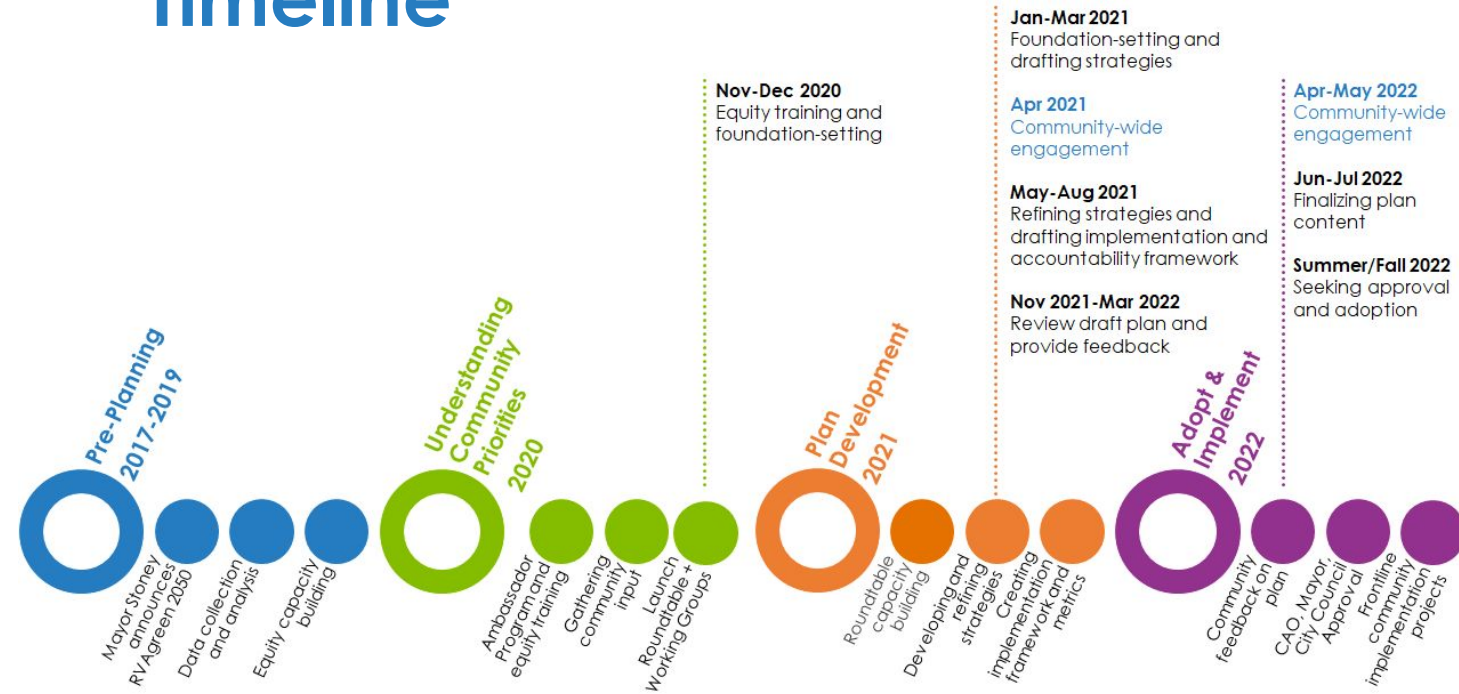 Timeline
Nov-Dec 2020
Equity training and
foundation-setting
Jan-Mar 2021
Foundation-setting and
drafting strategies
Apr 2021
Community-wide
engagement
May-Aug 2021
Refining strategies and
drafting implementation and
accountability framework
Nov 2021-Mar 2022
Review draft plan and
provide feedback
Apr-May 2022
Community-wide
engagement
Jun-Jul 2022
Finalizing plan
content
Summer/Fall 2022
Seeking approval
and adoption
Pre-Planning
2017-2019
Understanding
Community
Priorities
2020
Plan
Development
2021
Adopt &
Implement
2022
Mayor Stoney
announces
RVAgreen 2050
Data collection
and analysis
Equity capacity
building
Ambassador
Program and
equity training
Gathering
community
input
Launch
Roundtable+
Working Groups
Roundtable
capacity
building
Developing and
refining
strategies
Creating
implementation
framework and
metrics
Community
feedback on
plan
CAO, Mayor,
City Council
Approval
Frontline
community
implementation
projects